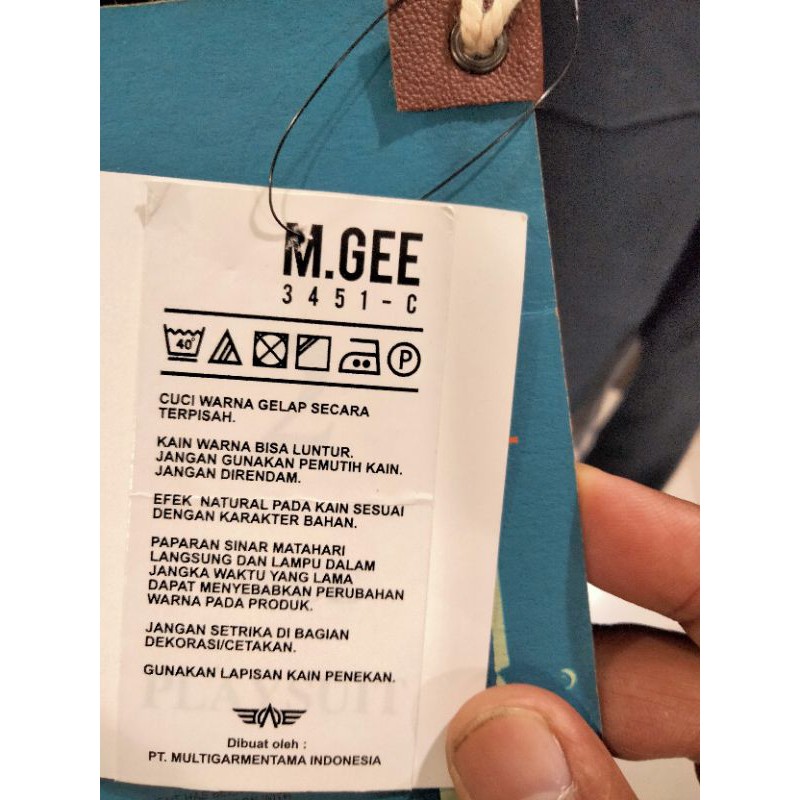 M.GEE
3451-C
40°
P
CUCI WARNA GELAP SECARA
TERPISAH.
KAIN WARNA BISA LUNTUR.
JANGAN GUNAKAN PEMUTIH KAIN.
JANGAN DIRENDAM.
EFEK NATURAL PADA KAIN SESUAI
DENGAN KARAKTER BAHAN.
PAPARAN SINAR MATAHARI
LANGSUNG DAN LAMPU DALAM
JANGKA WAKTU YANG LAMA
DAPAT MENYEBABKAN PERUBAHAN
WARNA PADA PRODUK.
JANGAN SETRIKA DI BAGIAN
DEKORASI/CETAKAN.
GUNAKAN LAPISAN KAIN PENEKAN.
PLAYSUIT
Dibuat oleh :
PT. MULTIGARMENTAMA INDONESIA